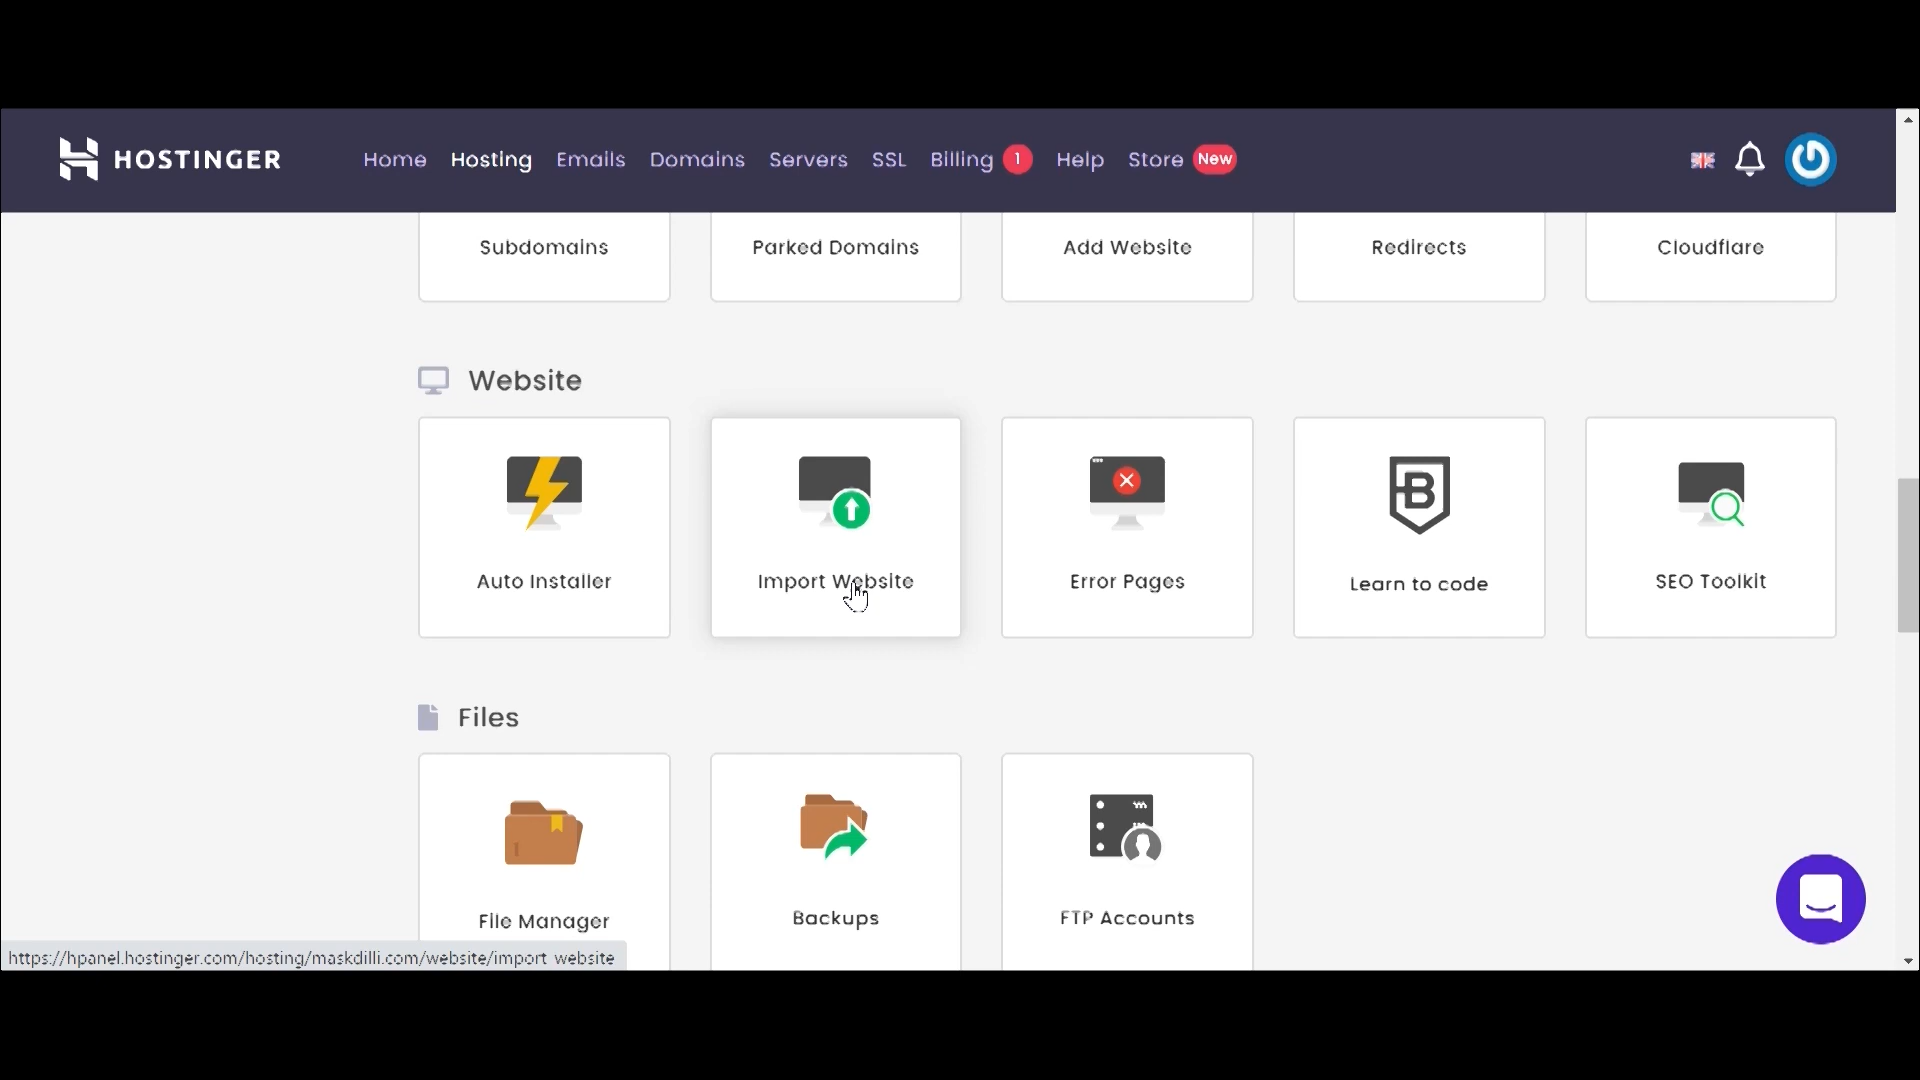 HOSTINGER Home Hosting Emails Domains Servers SSL Billing 1 Help Store New
Subdomains Parked Domains Add Website Redirects Cloudflare
Website
Auto Installer Import Website Error Pages Learn to code SEO Toolkit
Files
File Manager Backups FTP Accounts
https://hpanel.hostinger.com/hosting/maskdilli.com/website/import_website